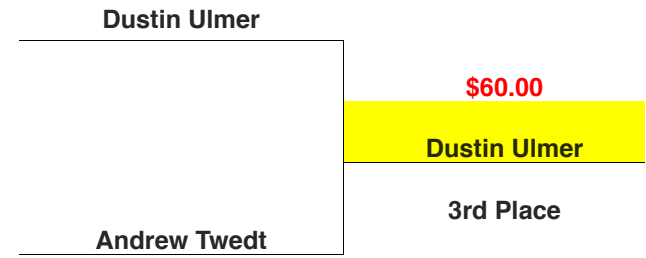 Dustin Ulmer
$60.00
Dustin Ulmer
3rd Place
Andrew Twedt